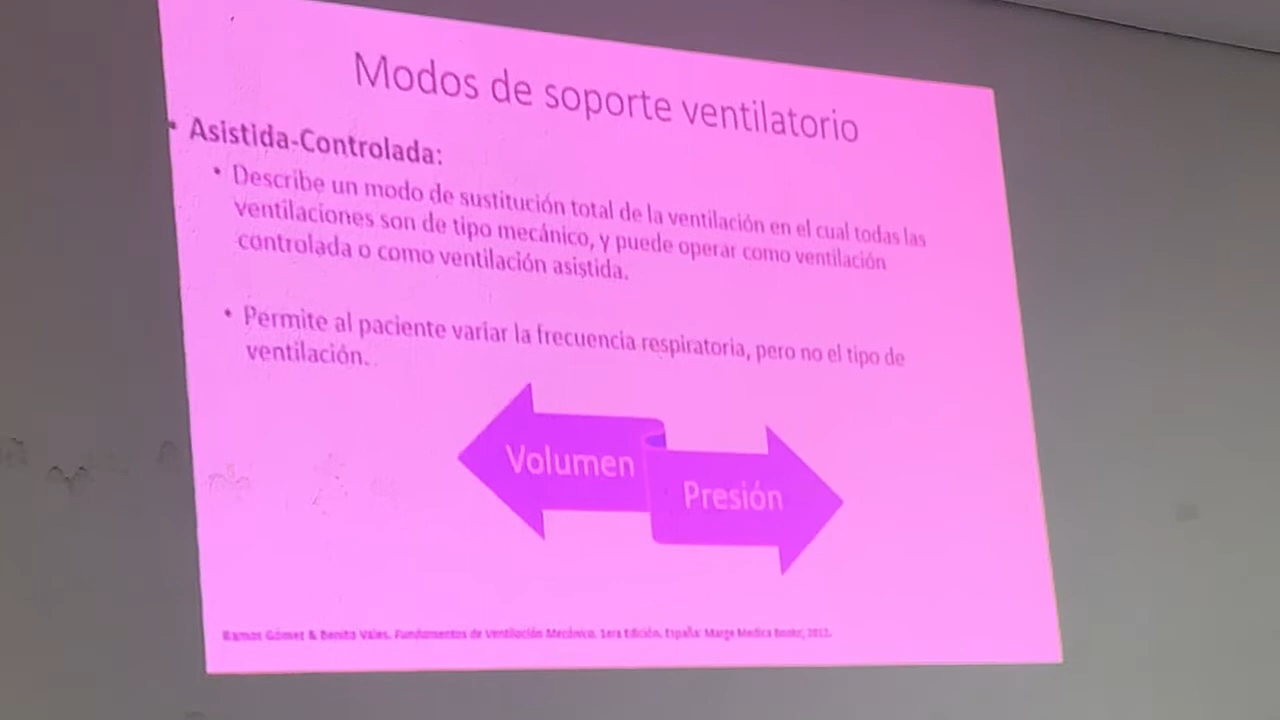 Modos de soporte ventilatorio
• Asistida-Controlada:
• Describe un modo de sustitución total de la ventilación en el cual todas las
ventilaciones son de tipo mecánico, y puede operar como ventilación
controlada o como ventilación asistida.
• Permite al paciente variar la frecuencia respiratoria, pero no el tipo de
ventilación.
Volumen
Presión
Ramos Gómez & Benito Vales. Fundamentos de Ventilación Mecánica. 1era Edición. España: Marge Medica Books; 2012.